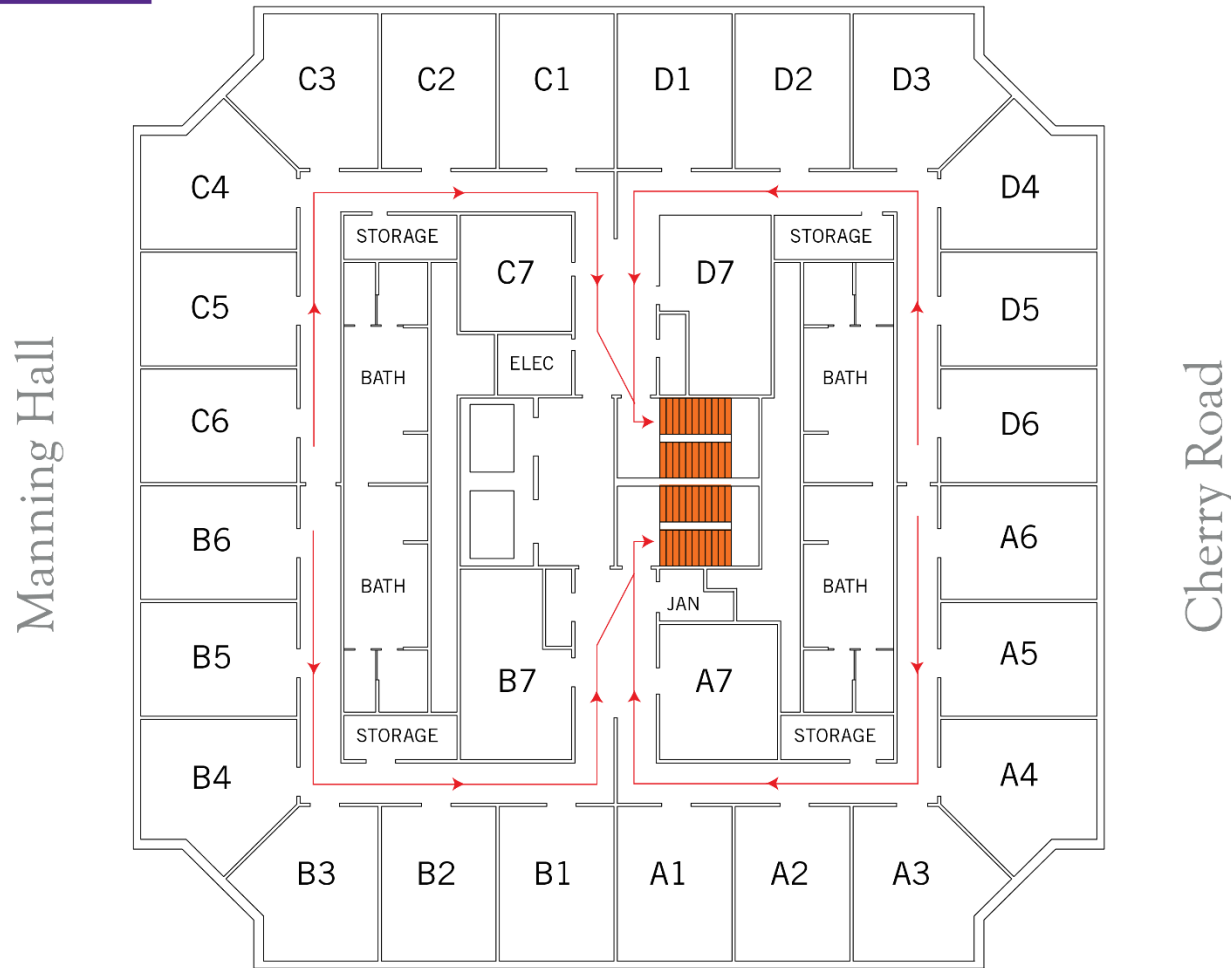 C3 C2 C1 D1 D2 D3
C4 D4
STORAGE STORAGE
C7 D7
C5 D5
ELEC
BATH BATH
C6 D6
Manning Hall
Cherry Road
B6 A6
BATH BATH
JAN
B5 A5
B7 A7
STORAGE STORAGE
B4 A4
B3 B2 B1 A1 A2 A3